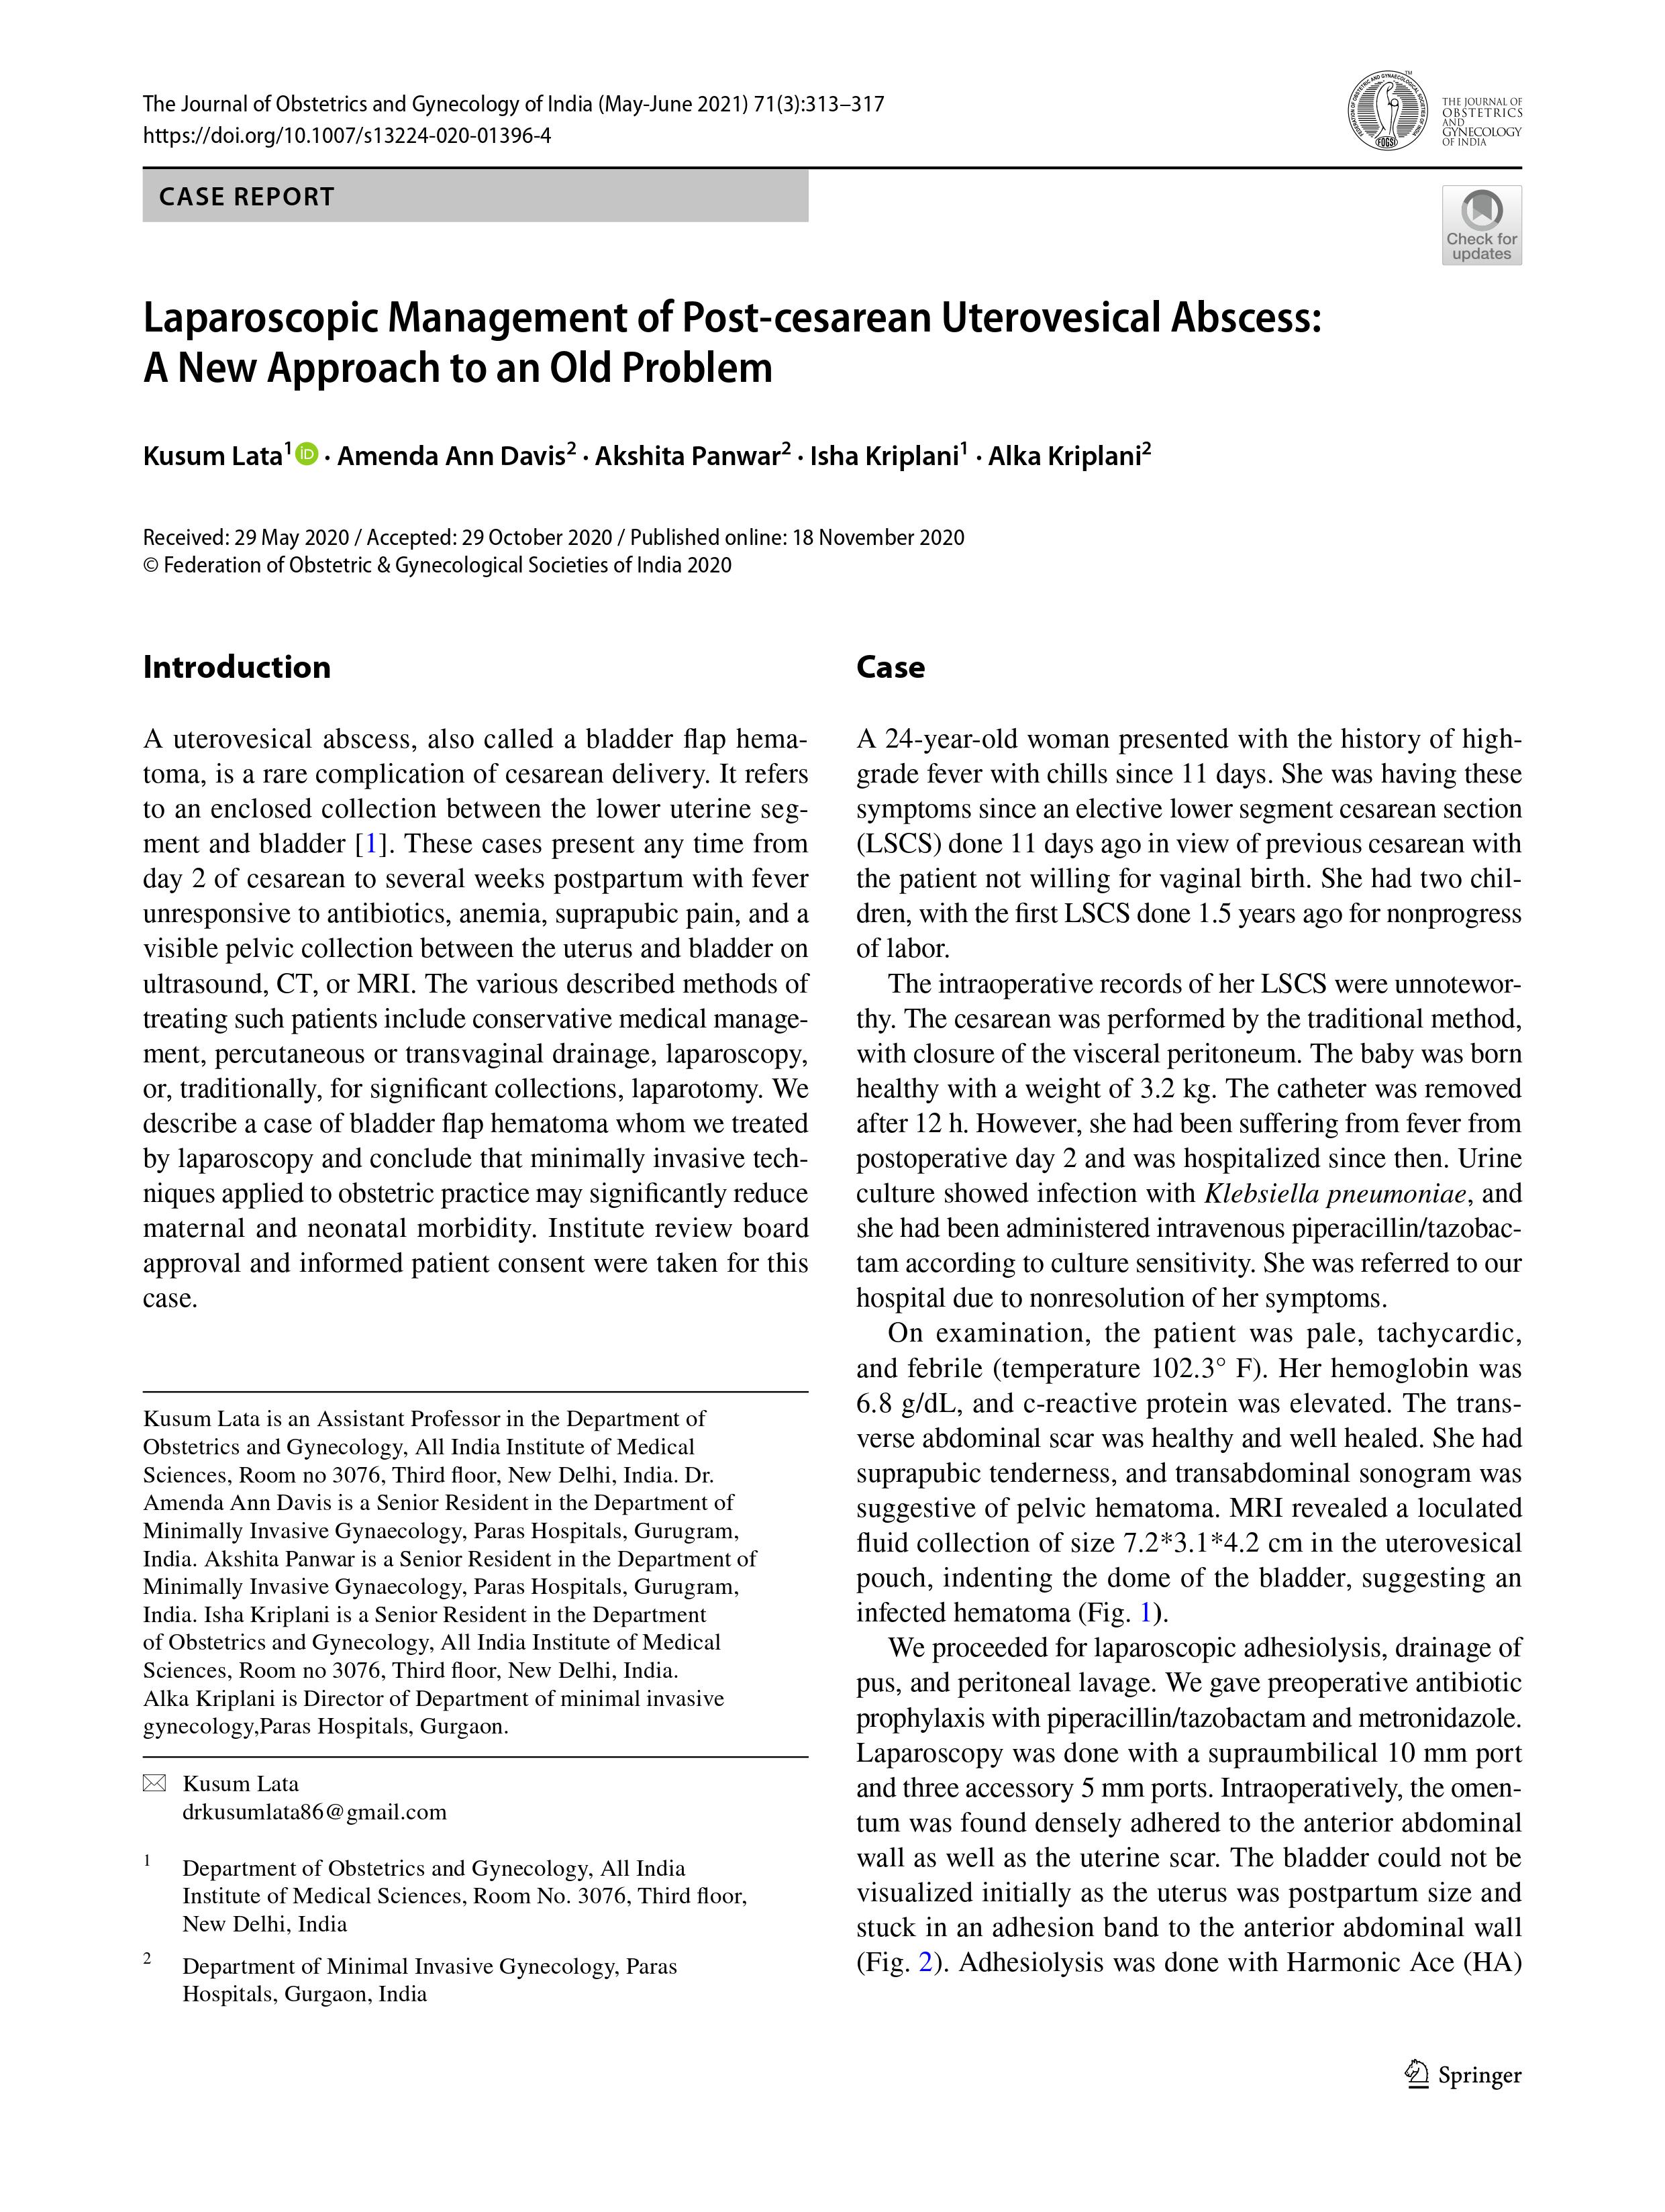 The Journal of Obstetrics and Gynecology of India (May-June 2021) 71(3):313–317
https://doi.org/10.1007/s13224-020-01396-4
FEDERATION OF OBSTETRIC AND GYNAECOLOGICAL SOCIETIES OF INDIA
TM
FOGSI
THE JOURNAL OF
OBSTETRICS
AND
GYNECOLOGY
OF INDIA
CASE REPORT
Check for
updates
Laparoscopic Management of Post-cesarean Uterovesical Abscess:
A New Approach to an Old Problem
Kusum Lata1 iD · Amenda Ann Davis2 · Akshita Panwar2 · Isha Kriplani1 · Alka Kriplani2
Received: 29 May 2020 / Accepted: 29 October 2020 / Published online: 18 November 2020
© Federation of Obstetric & Gynecological Societies of India 2020
Introduction
A uterovesical abscess, also called a bladder flap hema-
toma, is a rare complication of cesarean delivery. It refers
to an enclosed collection between the lower uterine seg-
ment and bladder [1]. These cases present any time from
day 2 of cesarean to several weeks postpartum with fever
unresponsive to antibiotics, anemia, suprapubic pain, and a
visible pelvic collection between the uterus and bladder on
ultrasound, CT, or MRI. The various described methods of
treating such patients include conservative medical manage-
ment, percutaneous or transvaginal drainage, laparoscopy,
or, traditionally, for significant collections, laparotomy. We
describe a case of bladder flap hematoma whom we treated
by laparoscopy and conclude that minimally invasive tech-
niques applied to obstetric practice may significantly reduce
maternal and neonatal morbidity. Institute review board
approval and informed patient consent were taken for this
case.
Kusum Lata is an Assistant Professor in the Department of
Obstetrics and Gynecology, All India Institute of Medical
Sciences, Room no 3076, Third floor, New Delhi, India. Dr.
Amenda Ann Davis is a Senior Resident in the Department of
Minimally Invasive Gynaecology, Paras Hospitals, Gurugram,
India. Akshita Panwar is a Senior Resident in the Department of
Minimally Invasive Gynaecology, Paras Hospitals, Gurugram,
India. Isha Kriplani is a Senior Resident in the Department
of Obstetrics and Gynecology, All India Institute of Medical
Sciences, Room no 3076, Third floor, New Delhi, India.
Alka Kriplani is Director of Department of minimal invasive
gynecology,Paras Hospitals, Gurgaon.
Kusum Lata
drkusumlata86@gmail.com
1 Department of Obstetrics and Gynecology, All India
Institute of Medical Sciences, Room No. 3076, Third floor,
New Delhi, India
2 Department of Minimal Invasive Gynecology, Paras
Hospitals, Gurgaon, India
Case
A 24-year-old woman presented with the history of high-
grade fever with chills since 11 days. She was having these
symptoms since an elective lower segment cesarean section
(LSCS) done 11 days ago in view of previous cesarean with
the patient not willing for vaginal birth. She had two chil-
dren, with the first LSCS done 1.5 years ago for nonprogress
of labor.
The intraoperative records of her LSCS were unnotewor-
thy. The cesarean was performed by the traditional method,
with closure of the visceral peritoneum. The baby was born
healthy with a weight of 3.2 kg. The catheter was removed
after 12 h. However, she had been suffering from fever from
postoperative day 2 and was hospitalized since then. Urine
culture showed infection with Klebsiella pneumoniae, and
she had been administered intravenous piperacillin/tazobac-
tam according to culture sensitivity. She was referred to our
hospital due to nonresolution of her symptoms.
On examination, the patient was pale, tachycardic,
and febrile (temperature 102.3° F). Her hemoglobin was
6.8 g/dL, and c-reactive protein was elevated. The trans-
verse abdominal scar was healthy and well healed. She had
suprapubic tenderness, and transabdominal sonogram was
suggestive of pelvic hematoma. MRI revealed a loculated
fluid collection of size 7.2*3.1*4.2 cm in the uterovesical
pouch, indenting the dome of the bladder, suggesting an
infected hematoma (Fig. 1).
We proceeded for laparoscopic adhesiolysis, drainage of
pus, and peritoneal lavage. We gave preoperative antibiotic
prophylaxis with piperacillin/tazobactam and metronidazole.
Laparoscopy was done with a supraumbilical 10 mm port
and three accessory 5 mm ports. Intraoperatively, the omen-
tum was found densely adhered to the anterior abdominal
wall as well as the uterine scar. The bladder could not be
visualized initially as the uterus was postpartum size and
stuck in an adhesion band to the anterior abdominal wall
(Fig. 2). Adhesiolysis was done with Harmonic Ace (HA)
Springer